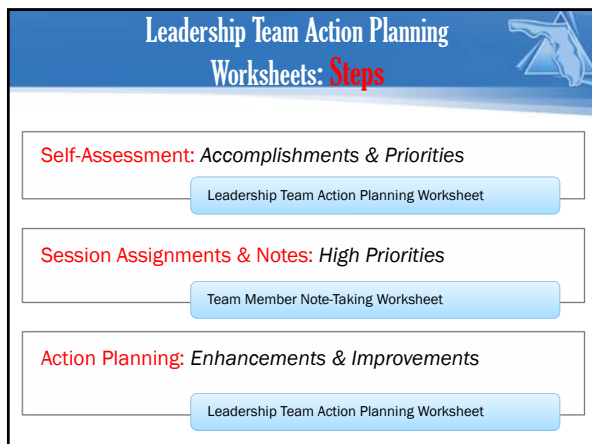 Leadership Team Action Planning
Worksheets: Steps
Self-Assessment: Accomplishments & Priorities
Leadership Team Action Planning Worksheet
Session Assignments & Notes: High Priorities
Team Member Note-Taking Worksheet
Action Planning: Enhancements & Improvements
Leadership Team Action Planning Worksheet